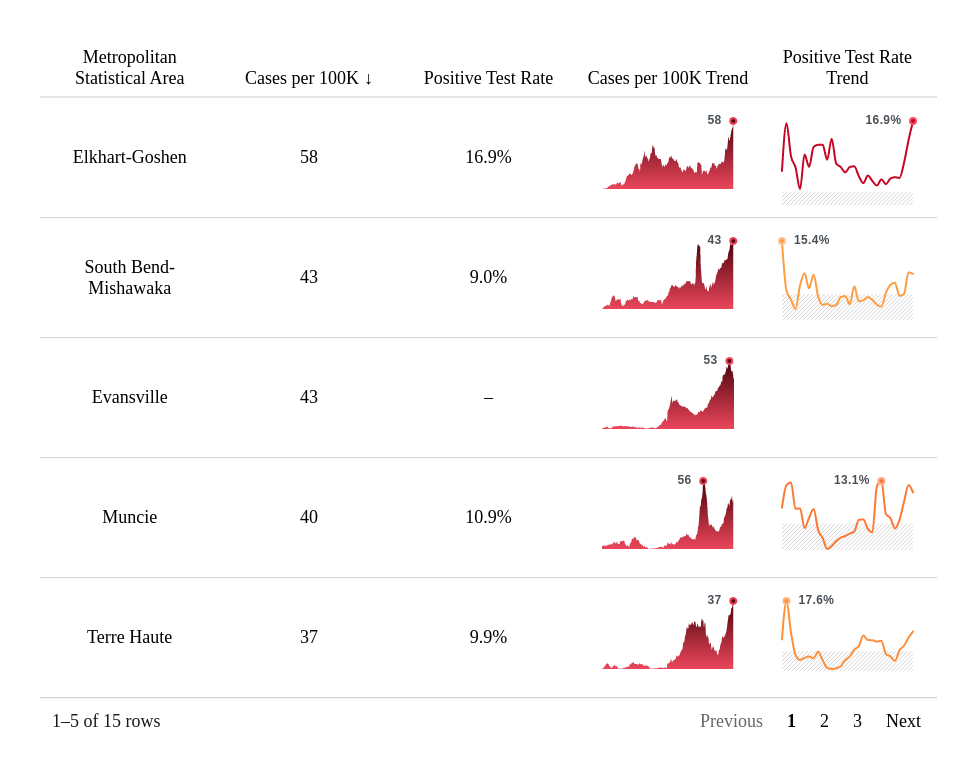 Metropolitan
Statistical Area
Cases per 100K ↓
Positive Test Rate
Cases per 100K Trend
Positive Test Rate
Trend
Elkhart-Goshen
58
16.9%
58
16.9%
South Bend-
Mishawaka
43
9.0%
43
15.4%
Evansville
43
–
53
Muncie
40
10.9%
56
13.1%
Terre Haute
37
9.9%
37
17.6%
1–5 of 15 rows
Previous 1 2 3 Next